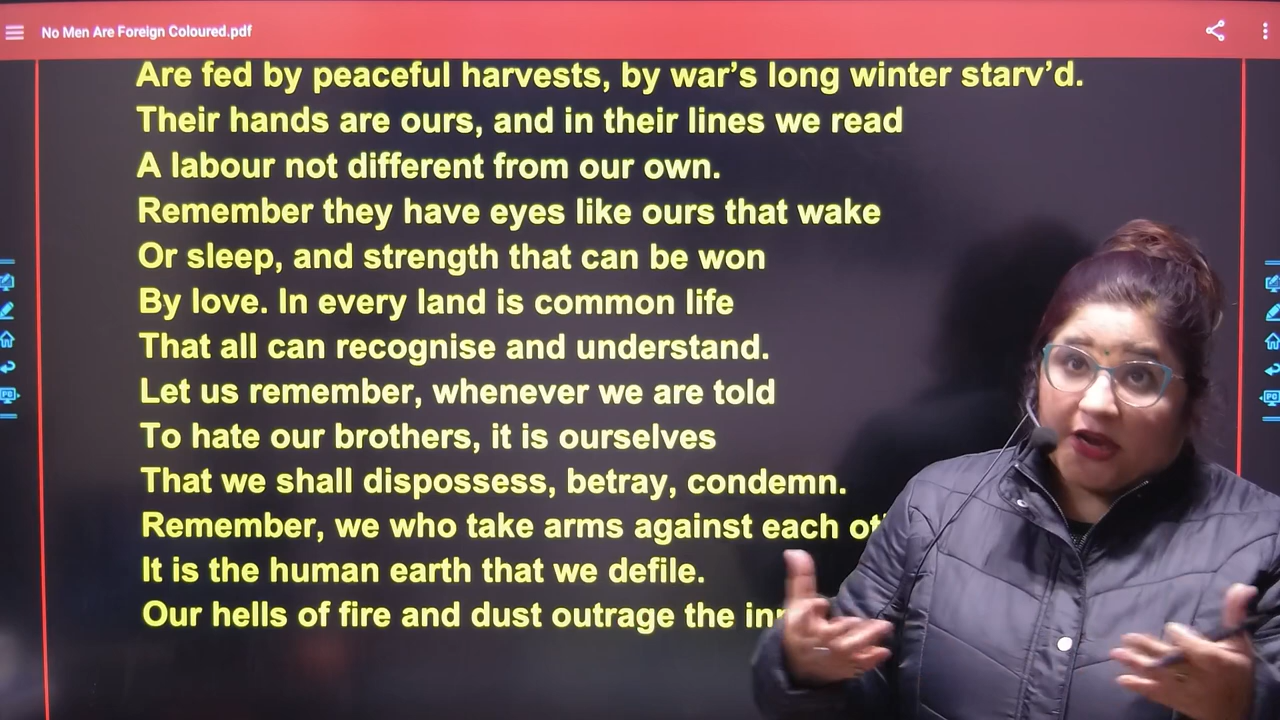 No Men Are Foreign Coloured.pdf
Are fed by peaceful harvests, by war's long winter starv'd.
Their hands are ours, and in their lines we read
A labour not different from our own.
Remember they have eyes like ours that wake
Or sleep, and strength that can be won
By love. In every land is common life
That all can recognise and understand.
Let us remember, whenever we are told
To hate our brothers, it is ourselves
That we shall dispossess, betray, condemn.
Remember, we who take arms against each
It is the human earth that we defile.
Our hells of fire and dust outrage the